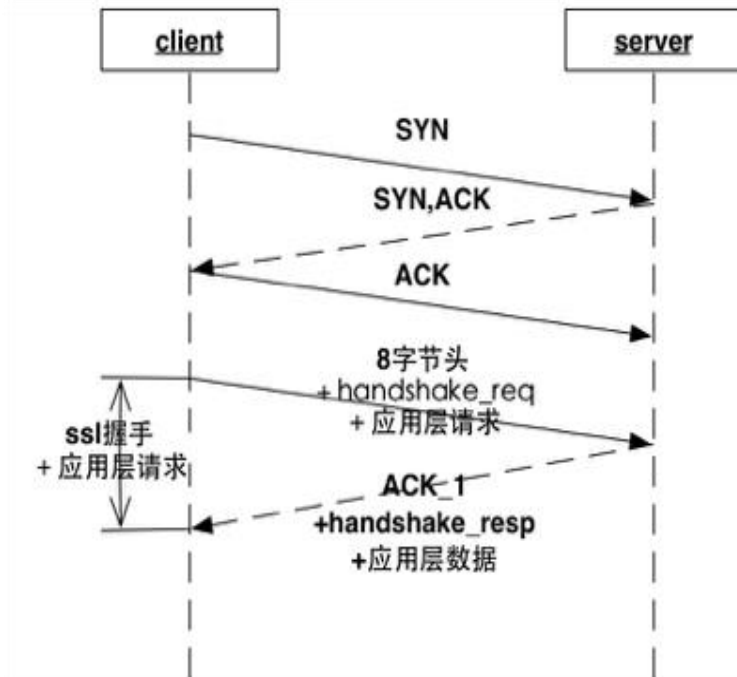 client
server
SYN
SYN,ACK
ACK
8字节头
+ handshake_req
+ 应用层请求
ssl握手
+ 应用层请求
ACK_1
+handshake_resp
+应用层数据